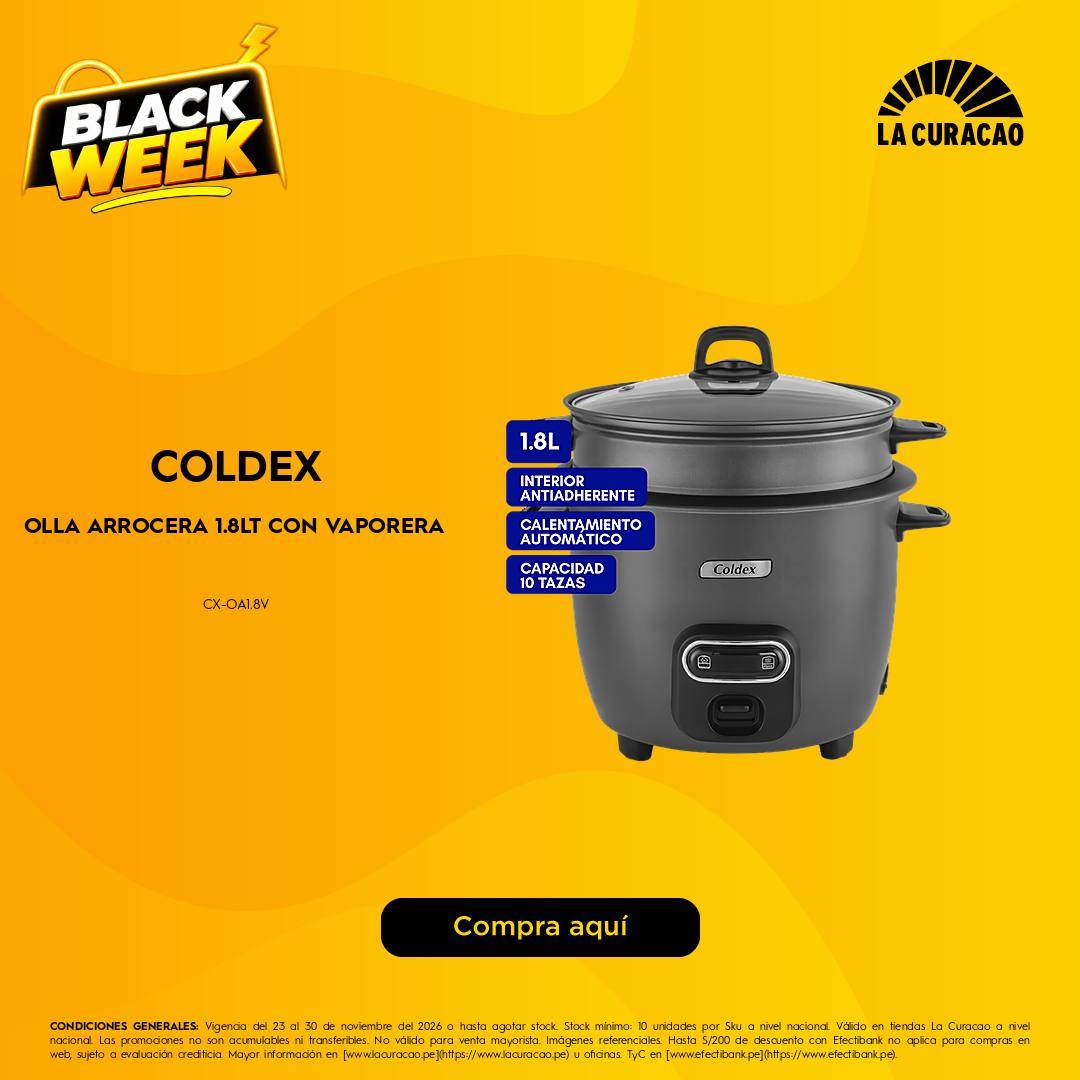 BLACK
WEEK
LA CURACAO
COLDEX
OLLA ARROCERA 1.8LT CON VAPORERA
CX-OA1.8V
1.8L
INTERIOR
ANTIADHERENTE
CALENTAMIENTO
AUTOMÁTICO
CAPACIDAD
10 TAZAS
Coldex
Compra aquí
CONDICIONES GENERALES: Vigencia del 23 al 30 de noviembre del 2026 o hasta agotar stock. Stock mínimo: 10 unidades por Sku a nivel nacional. Válido en tiendas La Curacao a nivel
nacional. Las promociones no son acumulables ni transferibles. No válido para venta mayorista. Imágenes referenciales. Hasta S/200 de descuento con Efectibank no aplica para compras en
web, sujeto a evaluación crediticia. Mayor información en [www.lacuracao.pe](https://www.lacuracao.pe) u oficinas. TyC en [www.efectibank.pe](https://www.efectibank.pe).